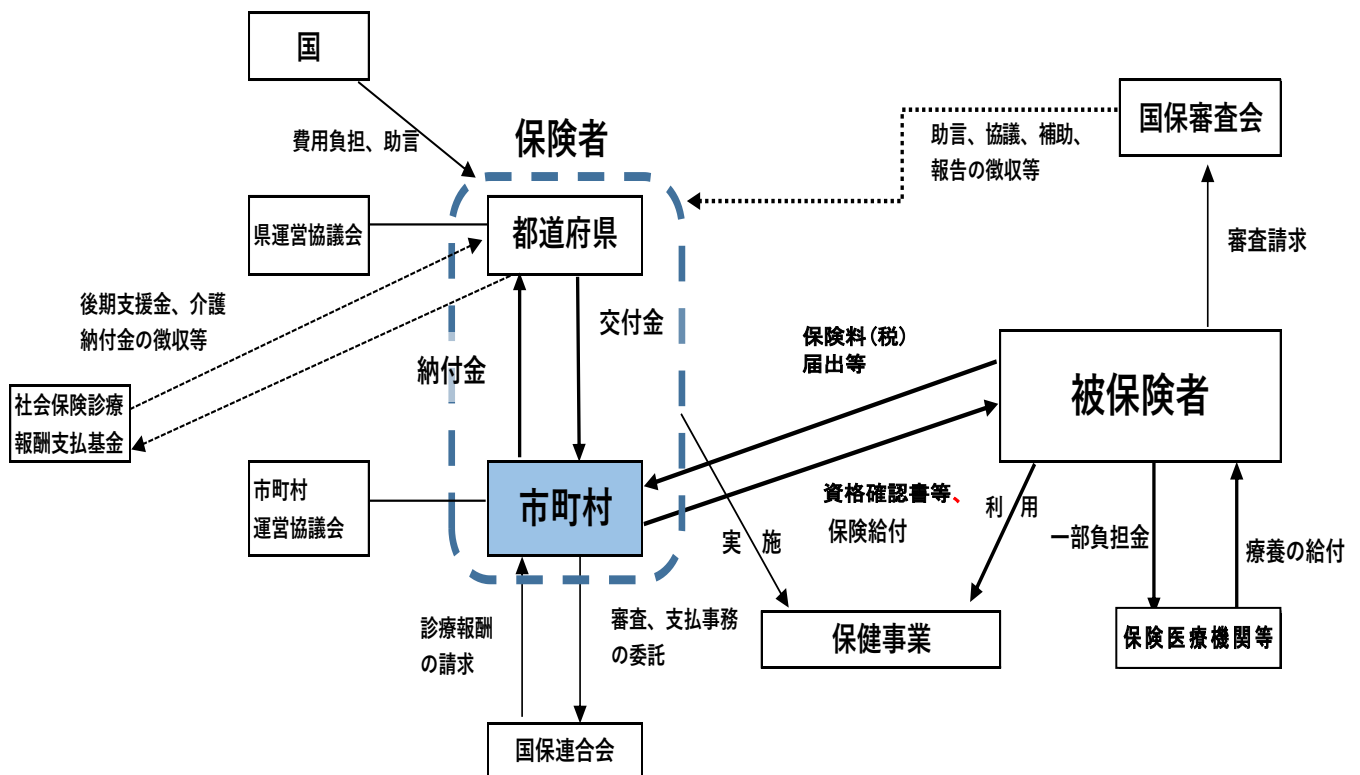 国
国保審査会
費用負担、助言
保険者
助言、協議、補助、
報告の徴収等
県運営協議会
都道府県
審査請求
後期支援金、介護
納付金の徴収等
交付金
納付金
保険料(税)
届出等
被保険者
社会保険診療
報酬支払基金
市町村
運営協議会
市町村
資格確認書等、
保険給付
利 用
実 施
一部負担金
療養の給付
診療報酬
の請求
審査、支払事務
の委託
保健事業
保険医療機関等
国保連合会